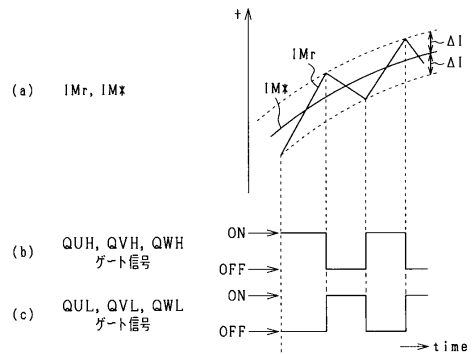 +
ΔI
ΔI
IMr
IM*
(a) IMr, IM*
(b) QUH, QVH, QWH
ゲート信号
ON
OFF
(c) QUL, QVL, QWL
ゲート信号
ON
OFF
time